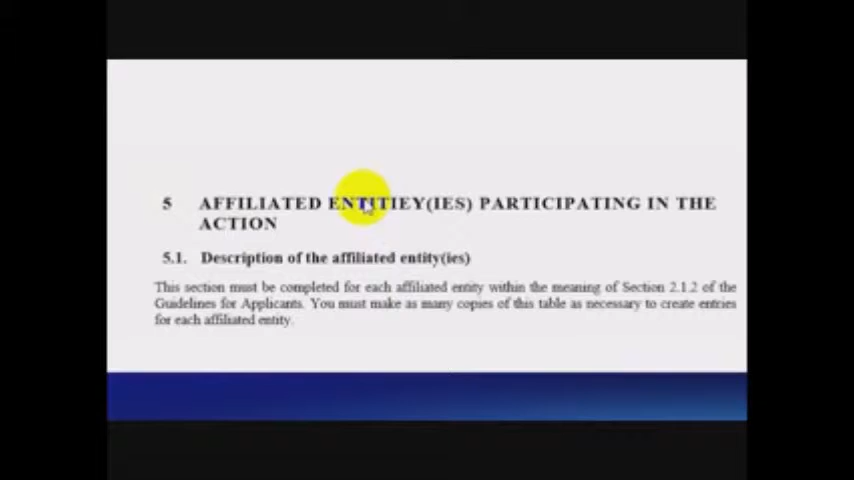 5 AFFILIATED ENTITIEY(IES) PARTICIPATING IN THE
ACTION
5.1. Description of the affiliated entity(ies)
This section must be completed for each affiliated entity within the meaning of Section 2.1.2 of the
Guidelines for Applicants. You must make as many copies of this table as necessary to create entries
for each affiliated entity.